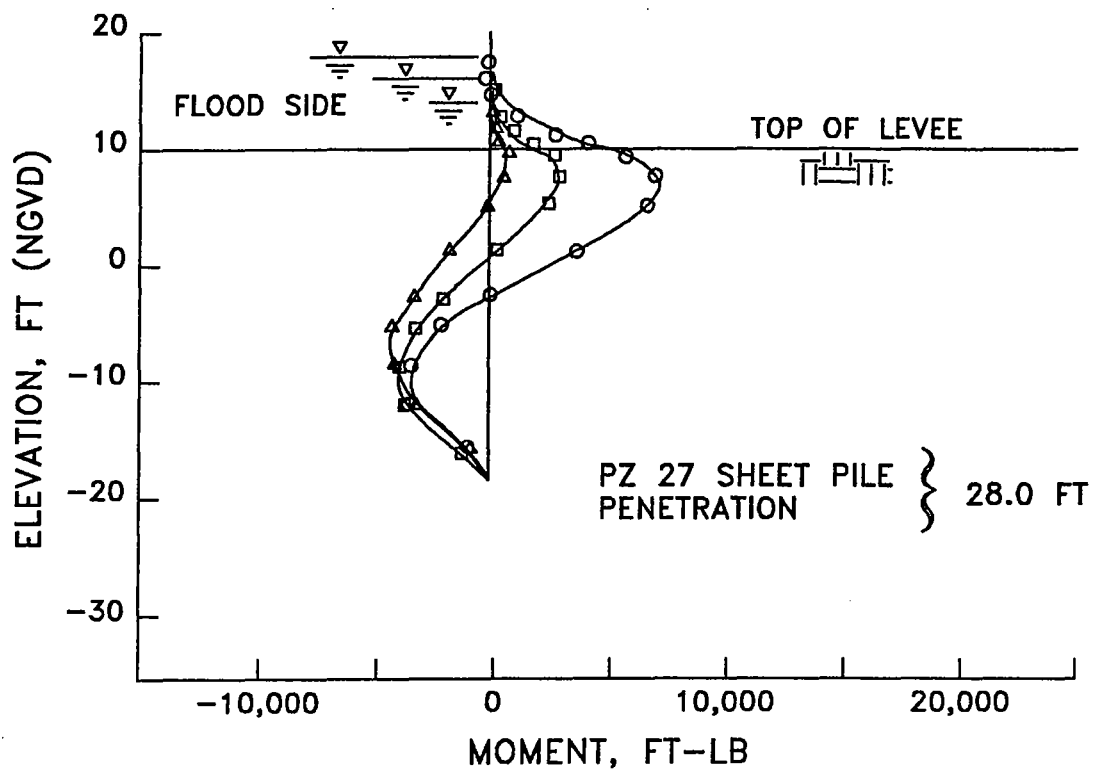 20
FLOOD SIDE
TOP OF LEVEE
10
0
-10
-20
-30
ELEVATION, FT (NGVD)
PZ 27 SHEET PILE
PENETRATION
28.0 FT
-10,000
0
10,000
20,000
MOMENT, FT-LB